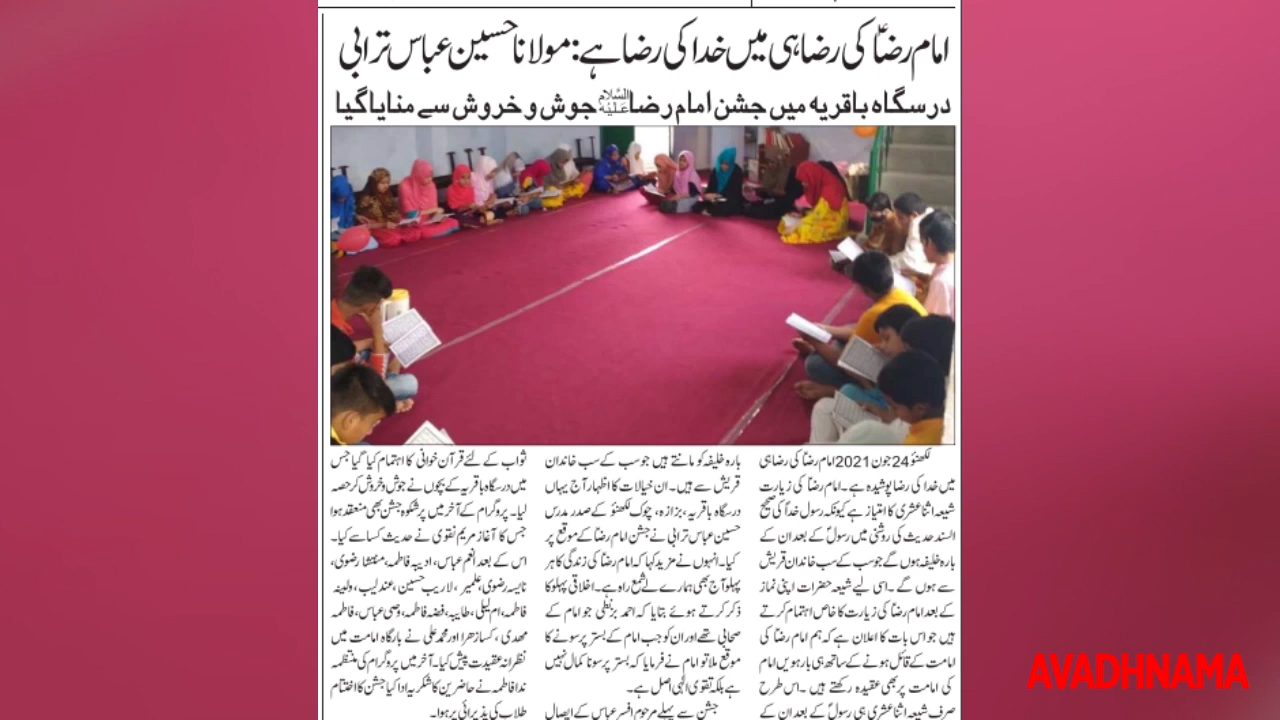 امام رضاؑ کی رضا ہی میں خدا کی رضا ہے: مولانا حسین عباس ترابی
درسگاہ باقریہ میں جشن امام رضا علیہ السلام جوش و خروش سے منایا گیا
لکھنؤ 24 جون 2021 امام رضاؑ کی رضا ہی
میں خدا کی رضا پوشیدہ ہے۔ امام رضاؑ کی زیارت
شیعہ اثنا عشری کا امتیاز ہے کیونکہ رسول خداؐ کی صحیح
السند حدیث کی روشنی میں رسولؐ کے بعد ان کے
بارہ خلیفہ ہوں گے جو سب کے سب خاندان قریش
سے ہوں گے ۔ اسی لیے شیعہ حضرات اپنی نماز
کے بعد امام رضاؑ کی زیارت کا خاص اہتمام کرتے
ہیں جو اس بات کا اعلان ہے کہ ہم امام رضاؑ کی
امامت کے قائل ہونے کے ساتھ ہی بارہویں امام
کی امامت پر بھی عقیدہ رکھتے ہیں ۔ اس طرح
صرف شیعہ اثنا عشری ہی رسولؐ کے بعد ان کے
بارہ خلیفہ کو مانتے ہیں جو سب کے سب خاندان
قریش سے ہیں۔ ان خیالات کا اظہار آج یہاں
درسگاہ باقریہ، بزازہ، چوک لکھنؤ کے صدر مدرس
حسین عباس ترابی نے جشن امام رضاؑ کے موقع پر
کیا۔ انہوں نے مزید کہا کہ امام رضاؑ کی زندگی کا ہر
پہلو آج بھی ہمارے لئے شمع راہ ہے۔ اخلاقی پہلو کا
ذکر کرتے ہوئے بتایا کہ احمد بزنطی جو امام کے
صحابی تھے اور ان کو جب امام کے بستر پر سونے کا
موقع ملا تو امام نے فرمایا کہ بستر پر سونا کمال نہیں
ہے بلکہ تقوی الٰہی اصل ہے۔
جشن سے پہلے مرحوم افسر عباس کے ایصال
ثواب کے لئے قرآن خوانی کا اہتمام کیا گیا جس
میں درسگاہ باقریہ کے بچوں نے جوش و خروش کر حصہ
لیا۔ پروگرام کے آخر میں پر شکوہ جشن بھی منعقد ہوا
جس کا آغاز مریم نقوی نے حدیث کسا سے کیا۔
اس کے بعد انعم عباس، ادیبہ فاطمہ، منتشا رضوی،
رضوی، علمیر، لاریب حسین، عندلیب، ولیفہ
فاطمہ، ام لیلی، طایبہ، فضہ فاطمہ، وصی عباس، فاطمہ
مھدی، کساز ھرا اور محمد علی نے بارگاہ امامت میں
نظرانہ عقیدت پیش کیا۔ آخر میں پروگرام کی منتظمہ
ندا فاطمہ نے حاضرین کا شکریہ ادا کیا جشن کا اختتام
طلاب کی پذیرائی پر ہوا۔
AVADHNAMA